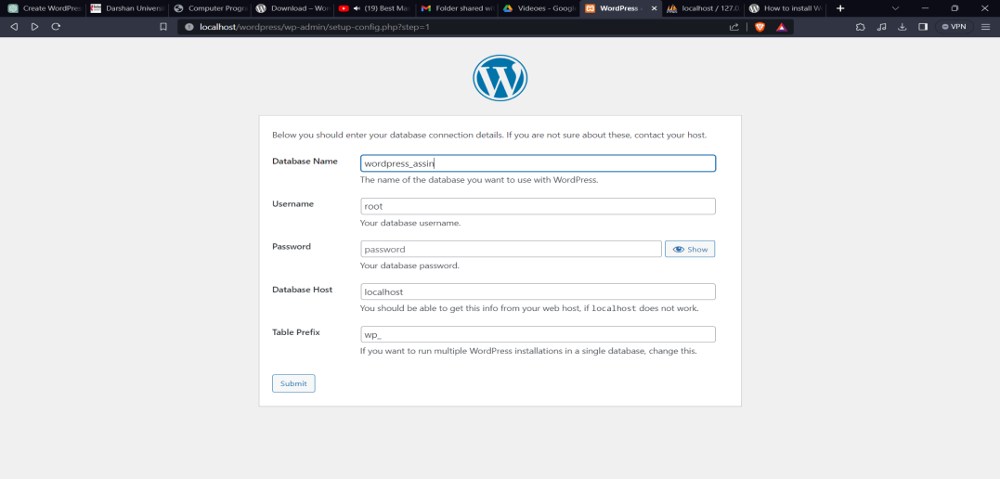 Create WordPres
Darshan Universi
Computer Progra
Download – Wor
(19) Best Ma
Folder shared wi
Videoes - Googl
WordPress ›
localhost / 127.0
How to install W
localhost/wordpress/wp-admin/setup-config.php?step=1
VPN
Below you should enter your database connection details. If you are not sure about these, contact your host.
Database Name
wordpress_assin
The name of the database you want to use with WordPress.
Username
root
Your database username.
Password
password
Show
Your database password.
Database Host
localhost
You should be able to get this info from your web host, if localhost does not work.
Table Prefix
wp_
If you want to run multiple WordPress installations in a single database, change this.
Submit